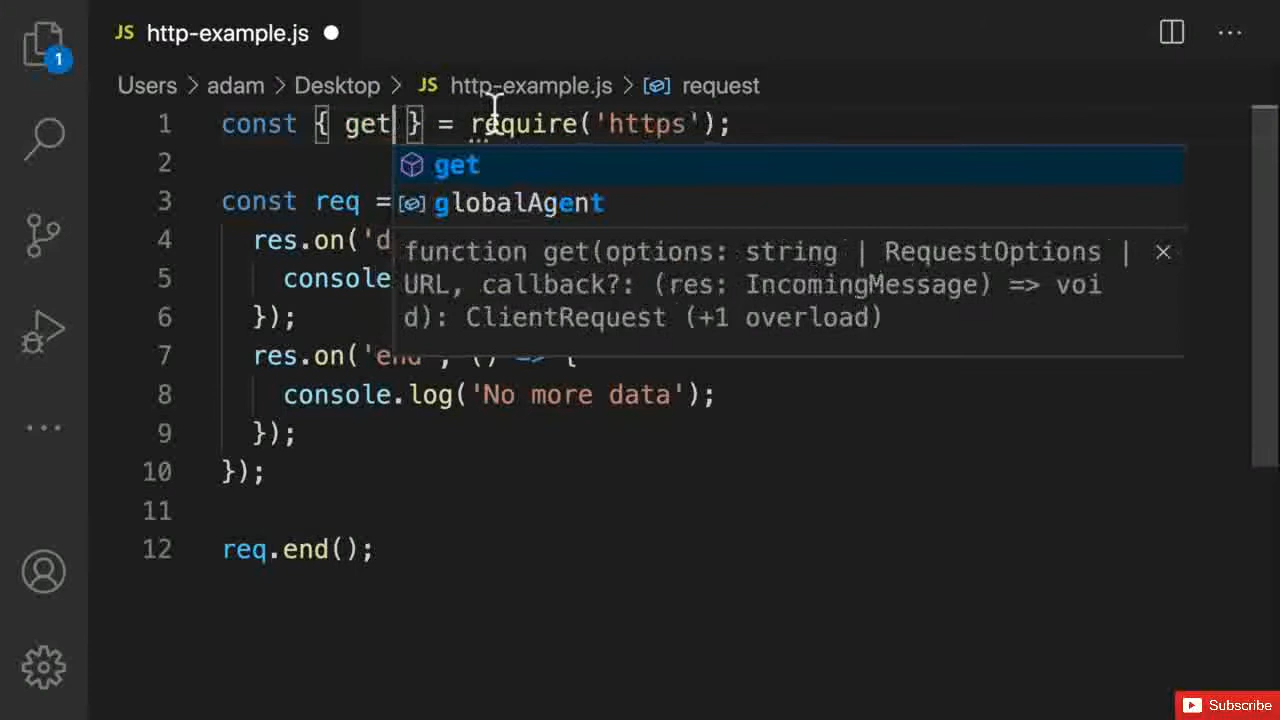 JS http-example.js
1
Users > adam > Desktop > JS http-example.js > request
1 const { get } = require('https');
2
get
3 const req =
globalAgent
4 res.on('d
function get(options: string | RequestOptions |
5 console
URL, callback?: (res: IncomingMessage) => voi
6 });
d): ClientRequest (+1 overload)
7 res.on('end', () => {
8 console.log('No more data');
9 });
10 });
11
12 req.end();
Subscribe